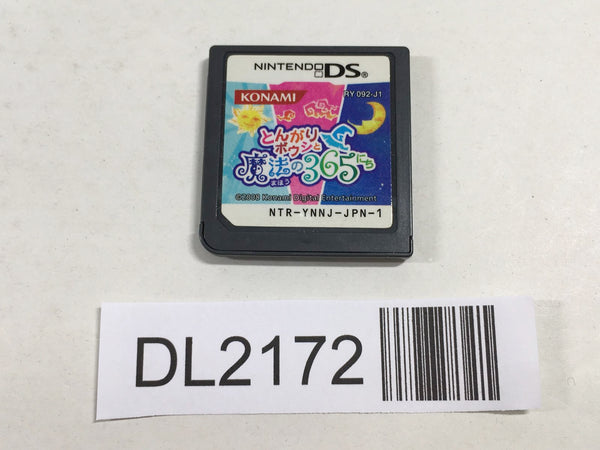 NINTENDO DS®
KONAMI
RY 092-J1
とんがり
ボウシと
魔法の365にち
まほう
©2008 Konami Digital Entertainment
NTR-YNNJ-JPN-1
DL2172